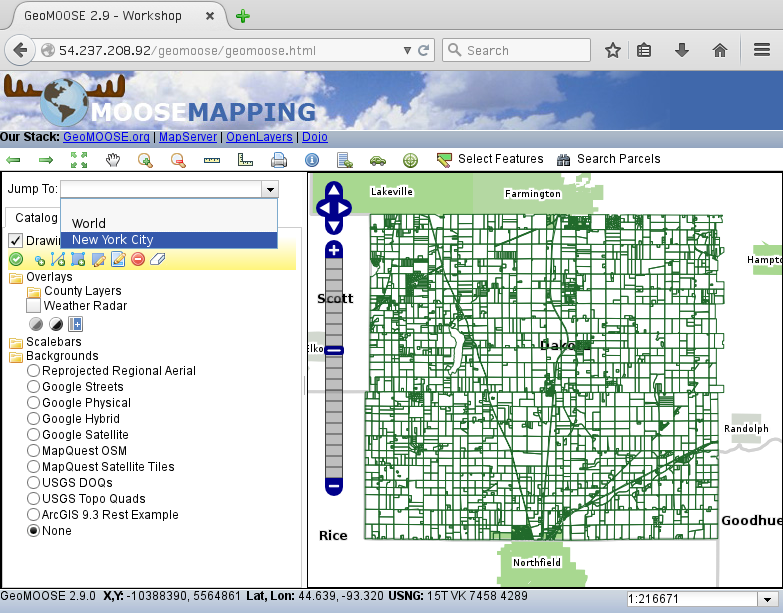 GeoMOOSE 2.9 - Workshop
54.237.208.92/geomoose/geomoose.html
Search
MOOSEMAPPING
Our Stack: GeoMOOSE.org | MapServer | OpenLayers | Dojo
Select Features
Search Parcels
Jump To:
World
New York City
Catalog
Drawi
Overlays
County Layers
Weather Radar
Scalebars
Backgrounds
Reprojected Regional Aerial
Google Streets
Google Physical
Google Hybrid
Google Satellite
MapQuest OSM
MapQuest Satellite Tiles
USGS DOQs
USGS Topo Quads
ArcGIS 9.3 Rest Example
None
Lakeville
Farmington
Hampto
Scott
Dakota
Randolph
Rice
Goodhue
Northfield
GeoMOOSE 2.9.0 X,Y: -10388390, 5564861 Lat, Lon: 44.639, -93.320 USNG: 15T VK 7458 4289
1:216671